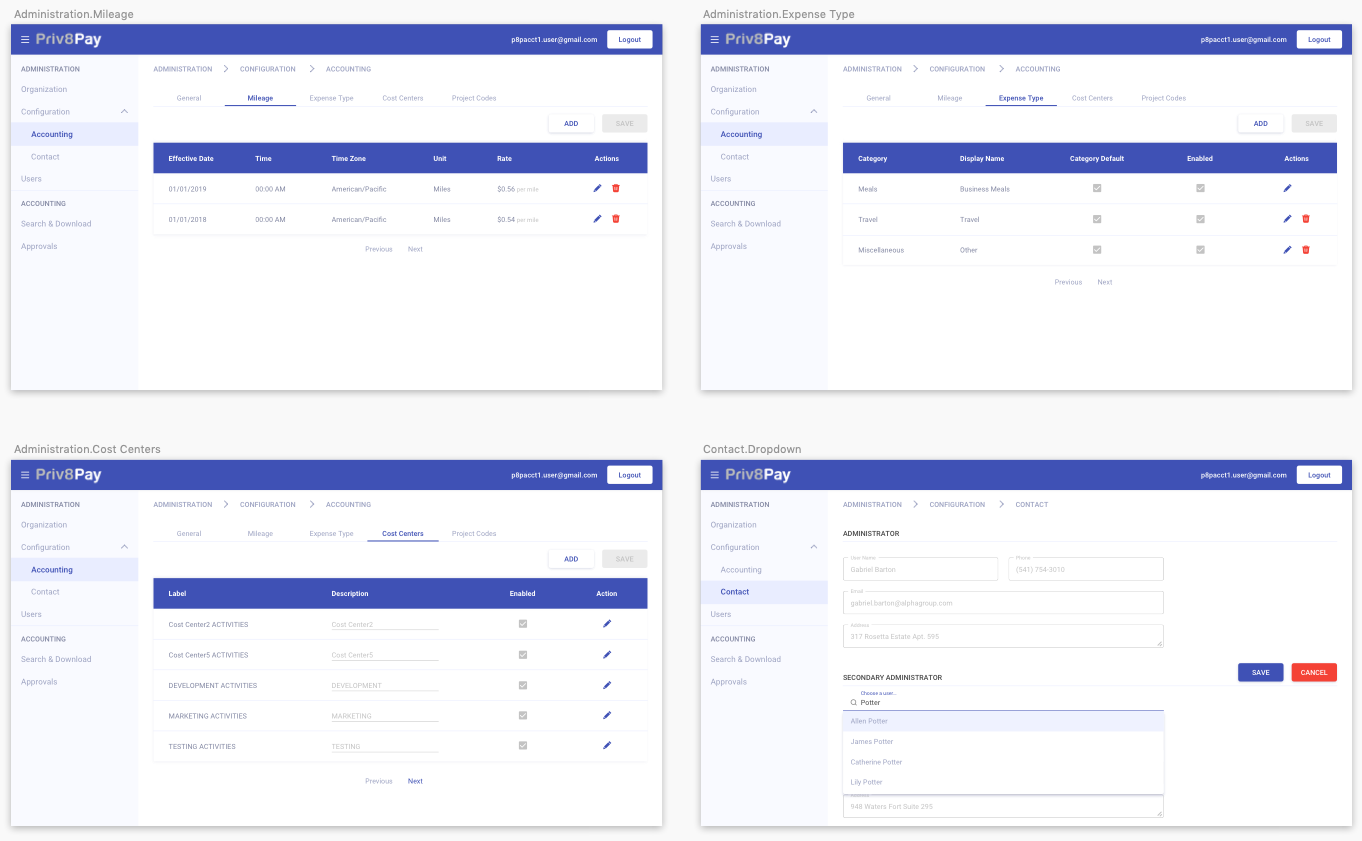 Administration.Mileage
Priv8Pay
p8pacct1.user@gmail.com
Logout
ADMINISTRATION
Organization
Configuration
Accounting
Contact
Users
ACCOUNTING
Search & Download
Approvals
ADMINISTRATION > CONFIGURATION > ACCOUNTING
General Mileage Expense Type Cost Centers Project Codes
ADD SAVE
Effective Date Time Time Zone Unit Rate Actions
01/01/2019 00:00 AM American/Pacific Miles $0.56 per mile
01/01/2018 00:00 AM American/Pacific Miles $0.54 per mile
Previous Next
Administration.Expense Type
Priv8Pay
p8pacct1.user@gmail.com
Logout
ADMINISTRATION
Organization
Configuration
Accounting
Contact
Users
ACCOUNTING
Search & Download
Approvals
ADMINISTRATION > CONFIGURATION > ACCOUNTING
General Mileage Expense Type Cost Centers Project Codes
ADD SAVE
Category Display Name Category Default Enabled Actions
Meals Business Meals
Travel Travel
Miscellaneous Other
Previous Next
Administration.Cost Centers
Priv8Pay
p8pacct1.user@gmail.com
Logout
ADMINISTRATION
Organization
Configuration
Accounting
Contact
Users
ACCOUNTING
Search & Download
Approvals
ADMINISTRATION > CONFIGURATION > ACCOUNTING
General Mileage Expense Type Cost Centers Project Codes
ADD SAVE
Label Description Enabled Action
Cost Center2 ACTIVITIES Cost Center2
Cost Center5 ACTIVITIES Cost Center5
DEVELOPMENT ACTIVITIES DEVELOPMENT
MARKETING ACTIVITIES MARKETING
TESTING ACTIVITIES TESTING
Previous Next
Contact.Dropdown
Priv8Pay
p8pacct1.user@gmail.com
Logout
ADMINISTRATION
Organization
Configuration
Accounting
Contact
Users
ACCOUNTING
Search & Download
Approvals
ADMINISTRATION > CONFIGURATION > CONTACT
ADMINISTRATOR
User Name Phone
Gabriel Barton (541) 754-3010
Email
gabriel.barton@alphagroup.com
Address
317 Rosetta Estate Apt. 595
SAVE CANCEL
SECONDARY ADMINISTRATOR
Choose a user...
Potter
Allen Potter
James Potter
Catherine Potter
Lily Potter
948 Waters Fort Suite 295